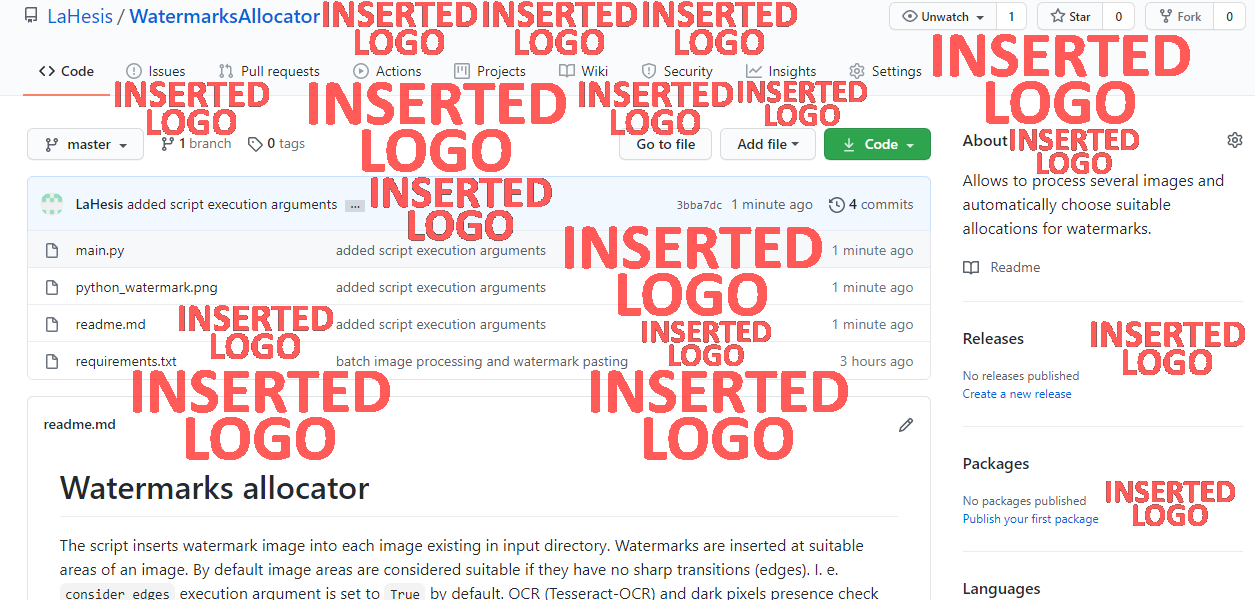 LaHesis / WatermarksAllocator
INSERTED LOGO
INSERTED LOGO
INSERTED LOGO
Unwatch 1
Star 0
Fork 0
Code Issues Pull requests Actions Projects Wiki Security Insights Settings
INSERTED LOGO
INSERTED LOGO
INSERTED LOGO
INSERTED LOGO
INSERTED LOGO
master 1 branch 0 tags
Go to file Add file Code
LaHesis added script execution arguments ... 3bba7dc 1 minute ago 4 commits
INSERTED LOGO
main.py added script execution arguments 1 minute ago
INSERTED LOGO
python_watermark.png added script execution arguments 1 minute ago
readme.md added script execution arguments 1 minute ago
INSERTED LOGO
INSERTED LOGO
requirements.txt batch image processing and watermark pasting 3 hours ago
INSERTED LOGO
INSERTED LOGO
readme.md
Watermarks allocator
The script inserts watermark image into each image existing in input directory. Watermarks are inserted at suitable
areas of an image. By default image areas are considered suitable if they have no sharp transitions (edges). I. e.
consider_edges execution argument is set to True by default. OCR (Tesseract-OCR) and dark pixels presence check
About
INSERTED LOGO
Allows to process several images and
automatically choose suitable
allocations for watermarks.
Readme
Releases
INSERTED LOGO
No releases published
Create a new release
Packages
INSERTED LOGO
No packages published
Publish your first package
Languages